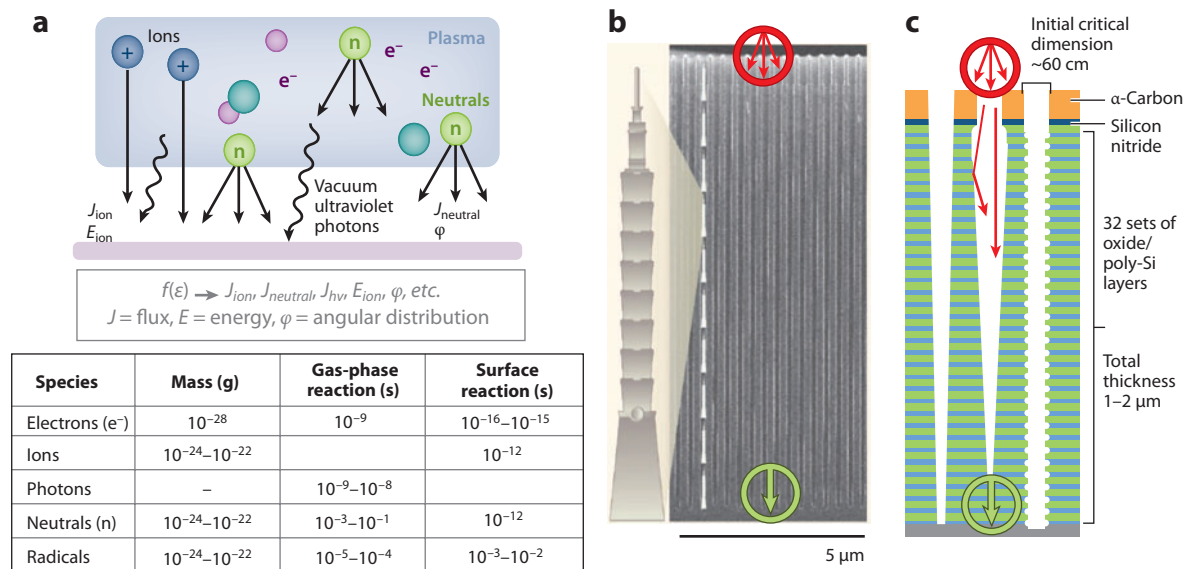 a
Ions
+
+
n
e⁻
Plasma
e⁻
e⁻
Neutrals
n
n
Vacuum
ultraviolet
photons
J_ion
E_ion
J_neutral
φ
f(ε) → J_ion, J_neutral, J_hv, E_ion, φ, etc.
J = flux, E = energy, φ = angular distribution
Species Mass (g) Gas-phase reaction (s) Surface reaction (s)
Electrons (e⁻) 10⁻²⁸ 10⁻⁹ 10⁻¹⁶–10⁻¹⁵
Ions 10⁻²⁴–10⁻²² 10⁻¹²
Photons – 10⁻⁹–10⁻⁸
Neutrals (n) 10⁻²⁴–10⁻²² 10⁻³–10⁻¹ 10⁻¹²
Radicals 10⁻²⁴–10⁻²² 10⁻⁵–10⁻⁴ 10⁻³–10⁻²
b
5 μm
c
Initial critical
dimension
~60 cm
α-Carbon
Silicon
nitride
32 sets of
oxide/
poly-Si
layers
Total
thickness
1–2 μm